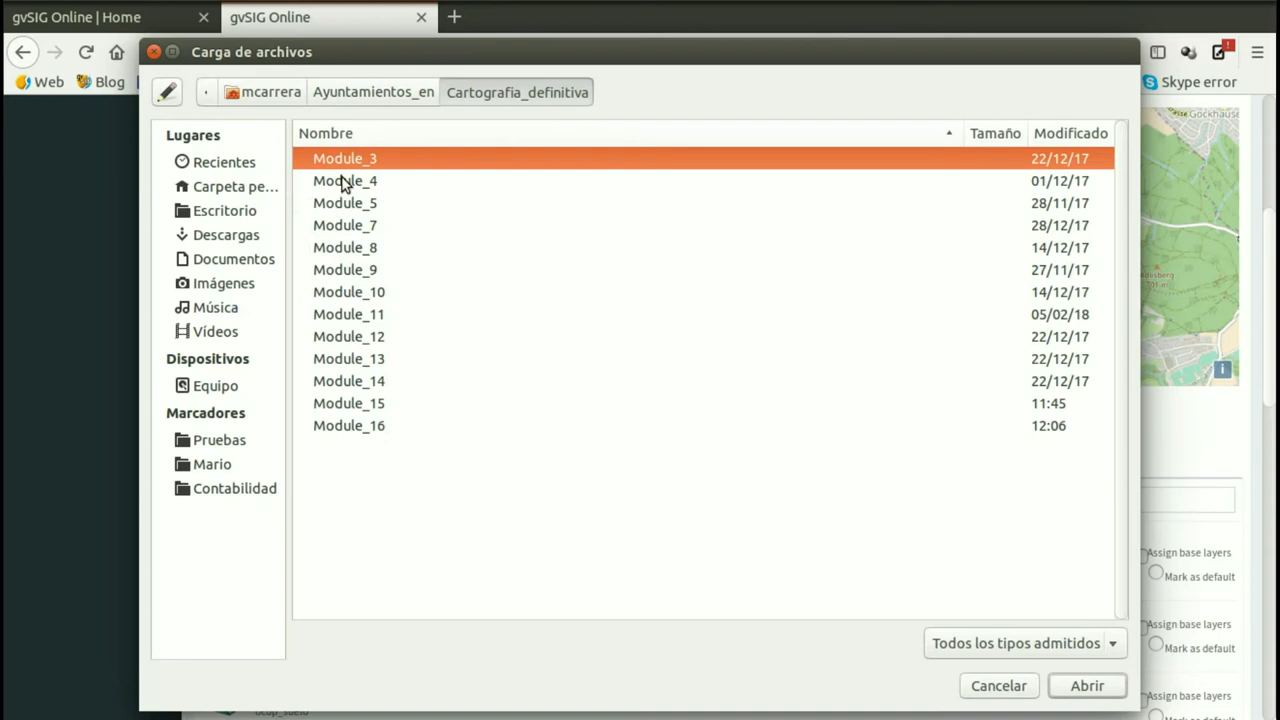 gvSIG Online | Home
gvSIG Online
Carga de archivos
Web
Blog
Skype error
mcarrera
Ayuntamientos_en
Cartografia_definitiva
Lugares
Recientes
Carpeta pe...
Escritorio
Descargas
Documentos
Imágenes
Música
Vídeos
Dispositivos
Equipo
Marcadores
Pruebas
Mario
Contabilidad
Nombre Tamaño Modificado
Module_3 22/12/17
Module_4 01/12/17
Module_5 28/11/17
Module_7 28/12/17
Module_8 14/12/17
Module_9 27/11/17
Module_10 14/12/17
Module_11 05/02/18
Module_12 22/12/17
Module_13 22/12/17
Module_14 22/12/17
Module_15 11:45
Module_16 12:06
Todos los tipos admitidos
Cancelar
Abrir
Gockhause
701 m
i
Assign base layers
Mark as default
Assign base layers
Mark as default
Assign base layers